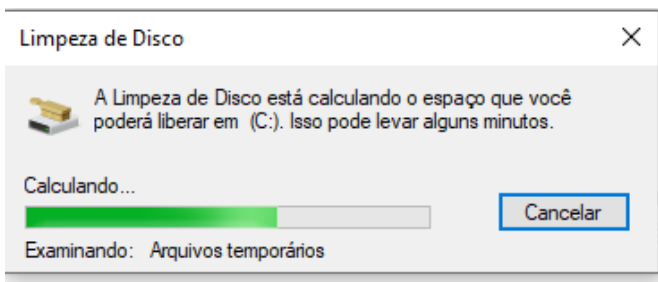 Limpeza de Disco
A Limpeza de Disco está calculando o espaço que você
poderá liberar em  (C:). Isso pode levar alguns minutos.
Calculando...
Cancelar
Examinando:   Arquivos temporários